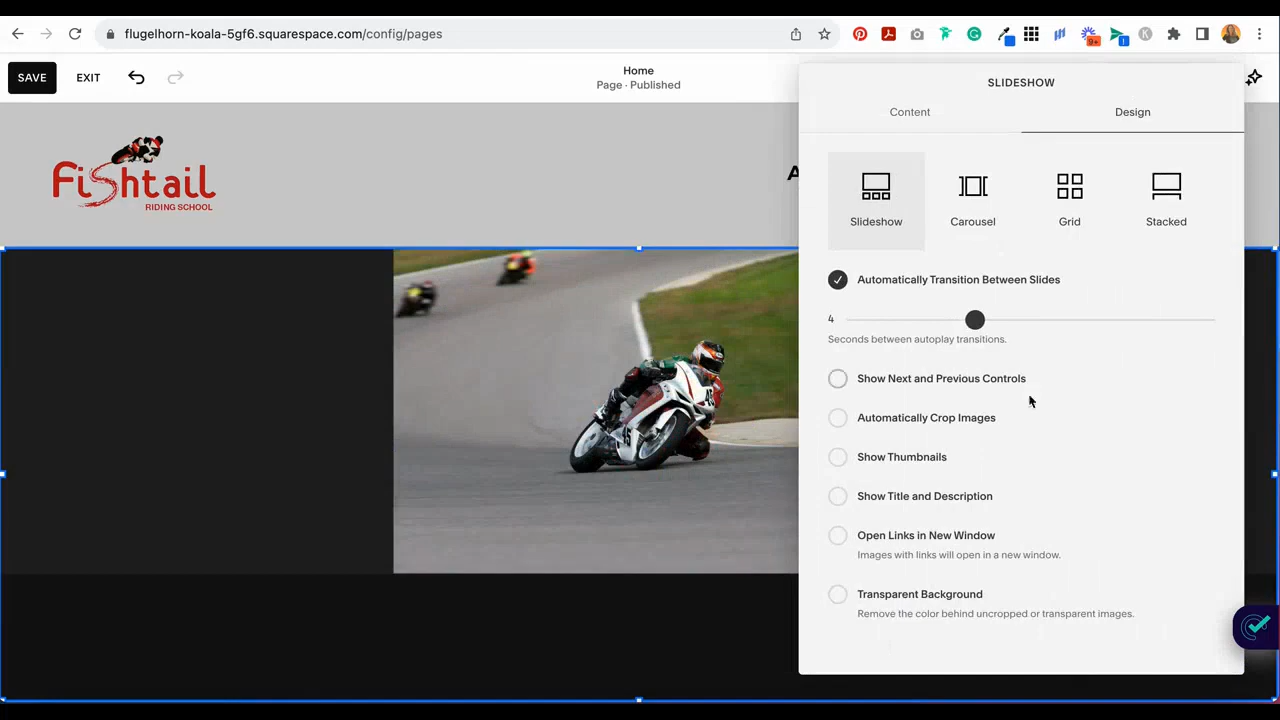 flugelhorn-koala-5gf6.squarespace.com/config/pages
9+
1
K
SAVE
EXIT
Home
Page · Published
SLIDESHOW
Content
Design
Fishtail
RIDING SCHOOL
A
Slideshow
Carousel
Grid
Stacked
Automatically Transition Between Slides
4
Seconds between autoplay transitions.
Show Next and Previous Controls
Automatically Crop Images
Show Thumbnails
Show Title and Description
Open Links in New Window
Images with links will open in a new window.
Transparent Background
Remove the color behind uncropped or transparent images.